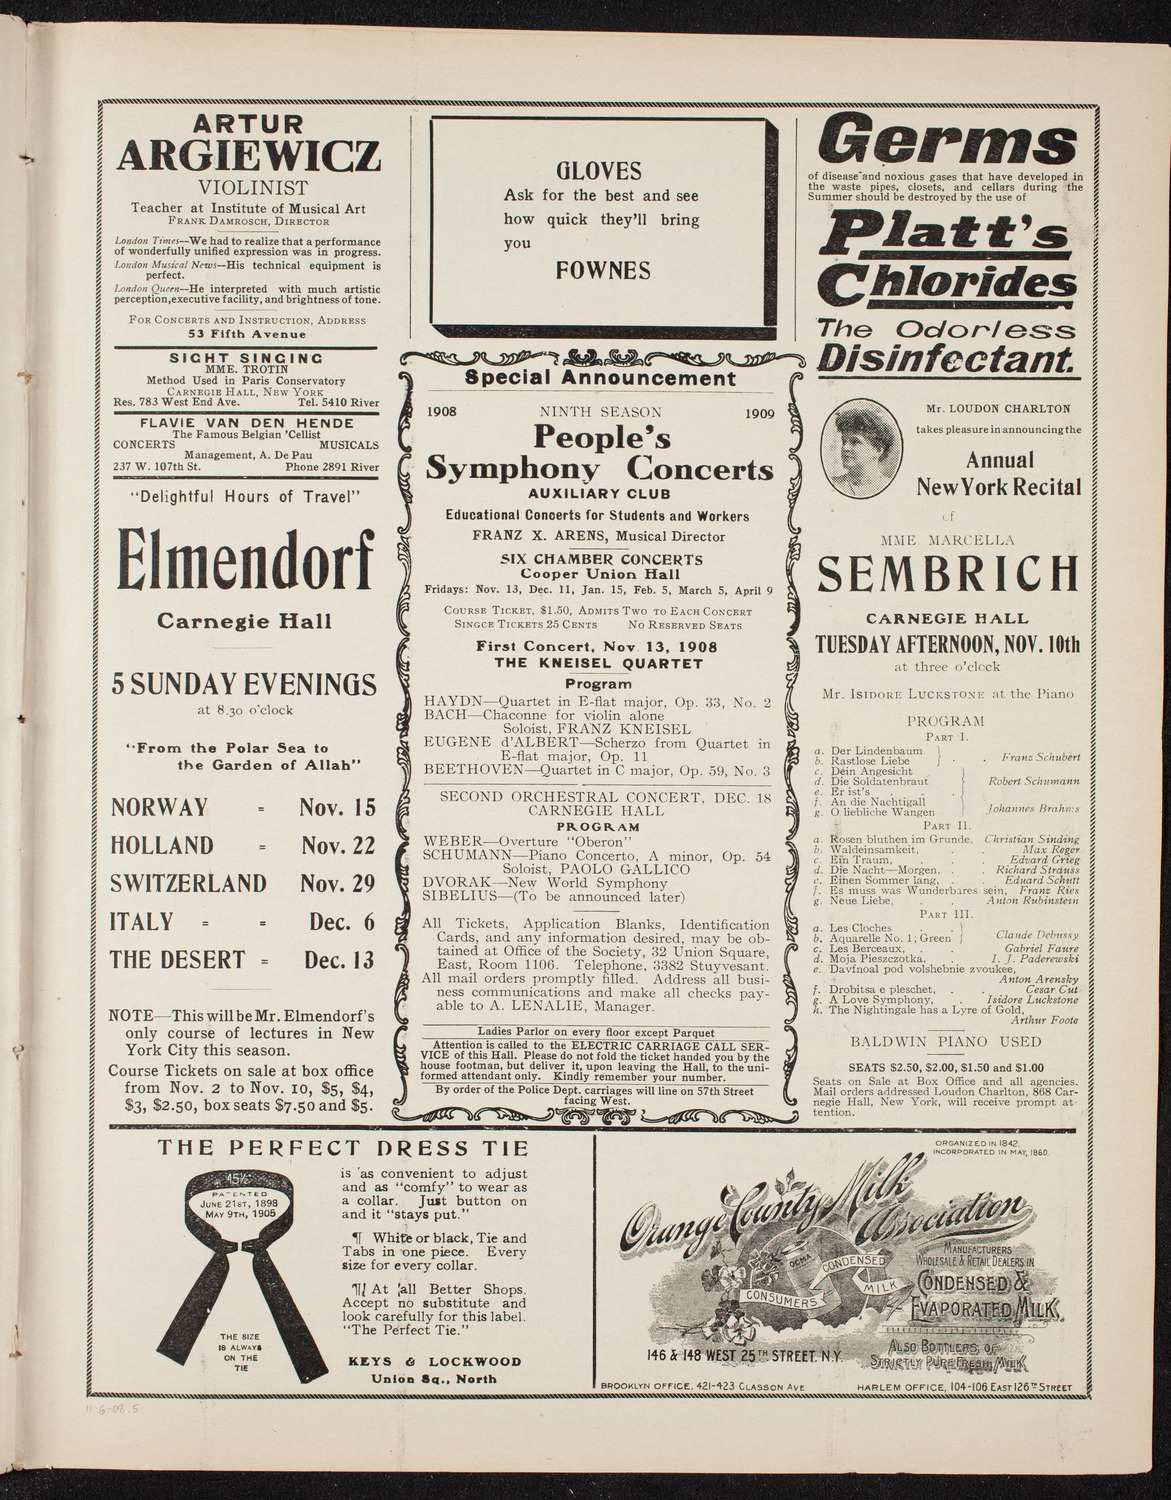 ARTUR
ARGIEWICZ
VIOLINIST
Teacher at Institute of Musical Art
FRANK DAMROSCH, DIRECTOR
London Times--We had to realize that a performance
of wonderfully unified expression was in progress.
London Musical News--His technical equipment is
perfect.
London Queen--He interpreted with much artistic
perception,executive facility, and brightness of tone.
FOR CONCERTS AND INSTRUCTION, ADDRESS
53 Fifth Avenue
SIGHT SINGING
MME. TROTIN
Method Used in Paris Conservatory
CARNEGIE HALL, NEW YORK
Res. 783 West End Ave. Tel. 5410 River
FLAVIE VAN DEN HENDE
The Famous Belgian 'Cellist
CONCERTS MUSICALS
Management, A. De Pau
237 W. 107th St. Phone 2891 River
"Delightful Hours of Travel"
Elmendorf
Carnegie Hall
5 SUNDAY EVENINGS
at 8.30 o'clock
"From the Polar Sea to
the Garden of Allah"
NORWAY = Nov. 15
HOLLAND = Nov. 22
SWITZERLAND Nov. 29
ITALY = = Dec. 6
THE DESERT = Dec. 13
NOTE—This will be Mr. Elmendorf's
only course of lectures in New
York City this season.
Course Tickets on sale at box office
from Nov. 2 to Nov. 10, $5, $4,
$3, $2.50, box seats $7.50 and $5.
GLOVES
Ask for the best and see
how quick they'll bring
you
FOWNES
Special Announcement
1908 NINTH SEASON 1909
People's
Symphony Concerts
AUXILIARY CLUB
Educational Concerts for Students and Workers
FRANZ X. ARENS, Musical Director
SIX CHAMBER CONCERTS
Cooper Union Hall
Fridays: Nov. 13, Dec. 11, Jan. 15, Feb. 5, March 5, April 9
COURSE TICKET, $1.50, ADMITS TWO TO EACH CONCERT
SINGCE TICKETS 25 CENTS NO RESERVED SEATS
First Concert, Nov. 13, 1908
THE KNEISEL QUARTET
Program
HAYDN—Quartet in E-flat major, Op. 33, No. 2
BACH—Chaconne for violin alone
Soloist, FRANZ KNEISEL
EUGENE d'ALBERT—Scherzo from Quartet in
E-flat major, Op. 11
BEETHOVEN—Quartet in C major, Op. 59, No. 3
SECOND ORCHESTRAL CONCERT, DEC. 18
CARNEGIE HALL
PROGRAM
WEBER—Overture "Oberon"
SCHUMANN—Piano Concerto, A minor, Op. 54
Soloist, PAOLO GALLICO
DVORAK—New World Symphony
SIBELIUS—(To be announced later)
All Tickets, Application Blanks, Identification
Cards, and any information desired, may be ob-
tained at Office of the Society, 32 Union Square,
East, Room 1106. Telephone, 3382 Stuyvesant.
All mail orders promptly filled. Address all busi-
ness communications and make all checks pay-
able to A. LENALIE, Manager.
Ladies Parlor on every floor except Parquet
Attention is called to the ELECTRIC CARRIAGE CALL SER-
VICE of this Hall. Please do not fold the ticket handed you by the
house footman, but deliver it, upon leaving the Hall, to the uni-
formed attendant only. Kindly remember your number.
By order of the Police Dept. carriages will line on 57th Street
facing West.
Germs
of disease and noxious gases that have developed in
the waste pipes, closets, and cellars during the
Summer should be destroyed by the use of
Platt's
Chlorides
The Odorless
Disinfectant.
Mr. LOUDON CHARLTON
takes pleasure in announcing the
Annual
New York Recital
of
MME MARCELLA
SEMBRICH
CARNEGIE HALL
TUESDAY AFTERNOON, NOV. 10th
at three o'clock
Mr. ISIDORE LUCKSTONE at the Piano
PROGRAM
PART I.
a. Der Lindenbaum
b. Rastlose Liebe . . Franz Schubert
c. Dein Angesicht
d. Die Soldatenbraut Robert Schumann
e. Er ist's . .
f. An die Nachtigall
g. O liebliche Wangen Johannes Brahms
PART II.
a. Rosen bluthen im Grunde, Christian Sinding
b. Waldeinsamkeit, . . Max Reger
c. Ein Traum, . . Edvard Grieg
d. Die Nacht—Morgen, . . Richard Strauss
e. Einen Sommer lang, . Eduard Schutt
f. Es muss was Wunderbares sein, Franz Ries
g. Neue Liebe, . . Anton Rubinstein
PART III.
a. Les Cloches . .
b. Aquarelle No. 1, Green Claude Debussy
c. Les Berceaux, . . Gabriel Faure
d. Moja Pieszczotka, . I. J. Paderewski
e. Davfnoal pod volshebnie zvoukee,
Anton Arensky
f. Drobitsa e pleschet, . . Cesar Cut
g. A Love Symphony, . Isidore Luckstone
h. The Nightingale has a Lyre of Gold,
Arthur Foote
BALDWIN PIANO USED
SEATS $2.50, $2.00, $1.50 and $1.00
Seats on Sale at Box Office and all agencies.
Mail orders addressed Loudon Charlton, 868 Car-
negie Hall, New York, will receive prompt at-
tention.
THE PERFECT DRESS TIE
15½
PATENTED
JUNE 21ST, 1898
MAY 9TH, 1905
THE SIZE
IS ALWAYS
ON THE
TIE
is as convenient to adjust
and as "comfy" to wear as
a collar. Just button on
and it "stays put."
¶ White or black, Tie and
Tabs in one piece. Every
size for every collar.
¶ At all Better Shops.
Accept no substitute and
look carefully for this label.
"The Perfect Tie."
KEYS & LOCKWOOD
Union Sq., North
ORGANIZED IN 1842.
INCORPORATED IN MAY, 1860.
Orange County Milk
Association
MANUFACTURERS
WHOLESALE & RETAIL DEALERS IN
CONDENSED &
EVAPORATED MILK,
OCMA
CONSUMERS
CONDENSED
MILK
ALSO BOTTLERS OF
STRICTLY PURE FRESH MILK
146 & 148 WEST 25TH STREET, N.Y.
BROOKLYN OFFICE, 421-423 CLASSON AVE HARLEM OFFICE, 104-106 EAST 126TH STREET
11-6-08.5